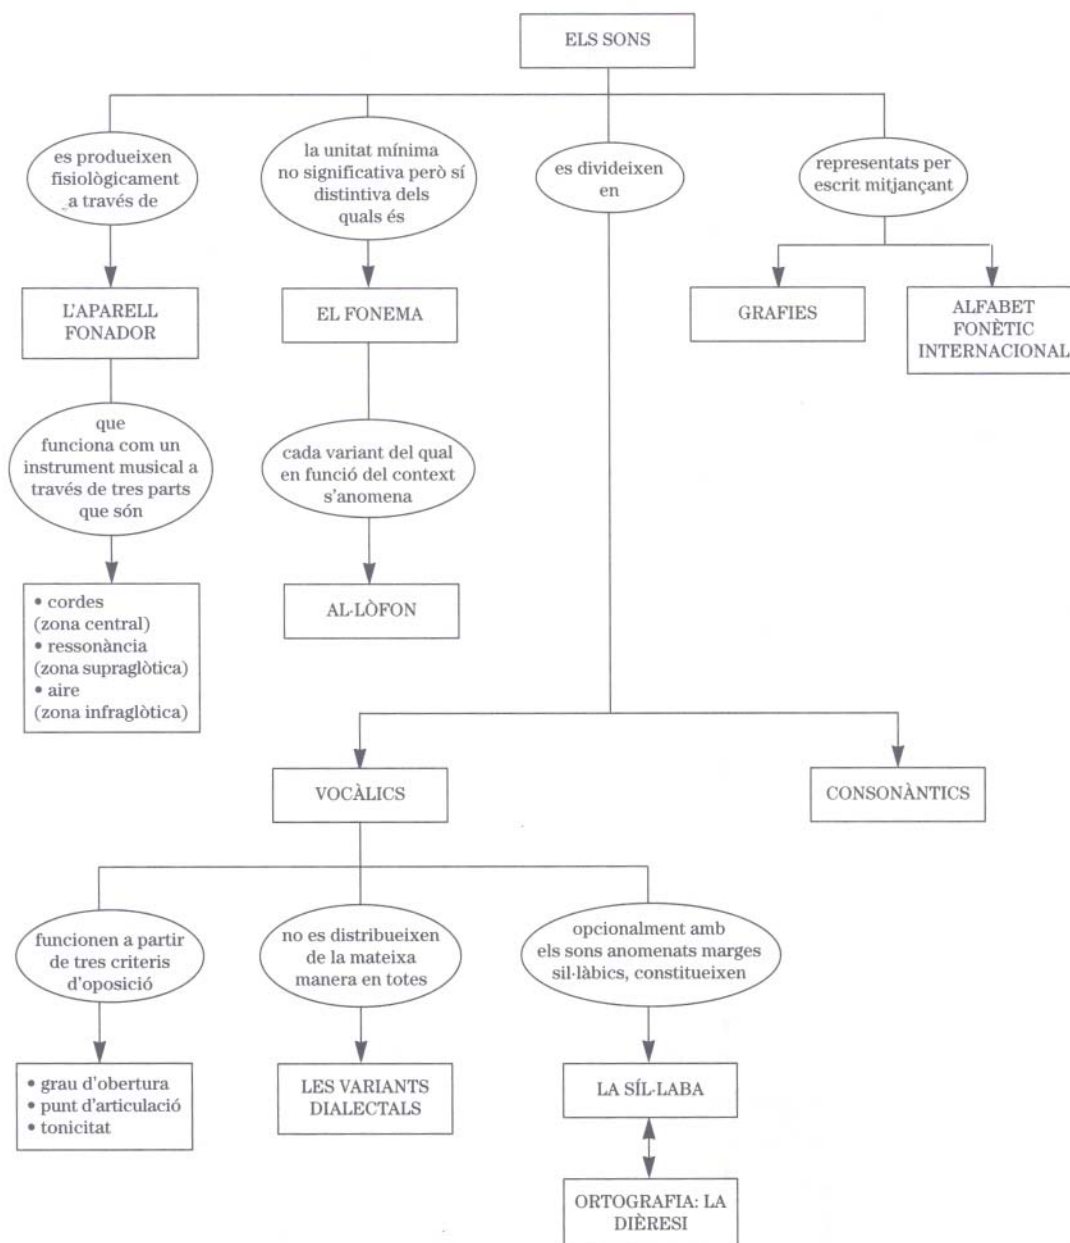 ELS SONS
es produeixen
fisiològicament
a través de
la unitat mínima
no significativa però sí
distintiva dels
quals és
es divideixen
en
representats per
escrit mitjançant
L'APARELL
FONADOR
EL FONEMA
GRAFIES
ALFABET
FONÈTIC
INTERNACIONAL
que
funciona com un
instrument musical a
través de tres parts
que són
cada variant del qual
en funció del context
s'anomena
• cordes
(zona central)
• ressonància
(zona supraglòtica)
• aire
(zona infraglòtica)
AL·LÒFON
VOCÀLICS
CONSONÀNTICS
funcionen a partir
de tres criteris
d'oposició
no es distribueixen
de la mateixa
manera en totes
opcionalment amb
els sons anomenats marges
sil·làbics, constitueixen
• grau d'obertura
• punt d'articulació
• tonicitat
LES VARIANTS
DIALECTALS
LA SÍL·LABA
ORTOGRAFIA: LA
DIÈRESI